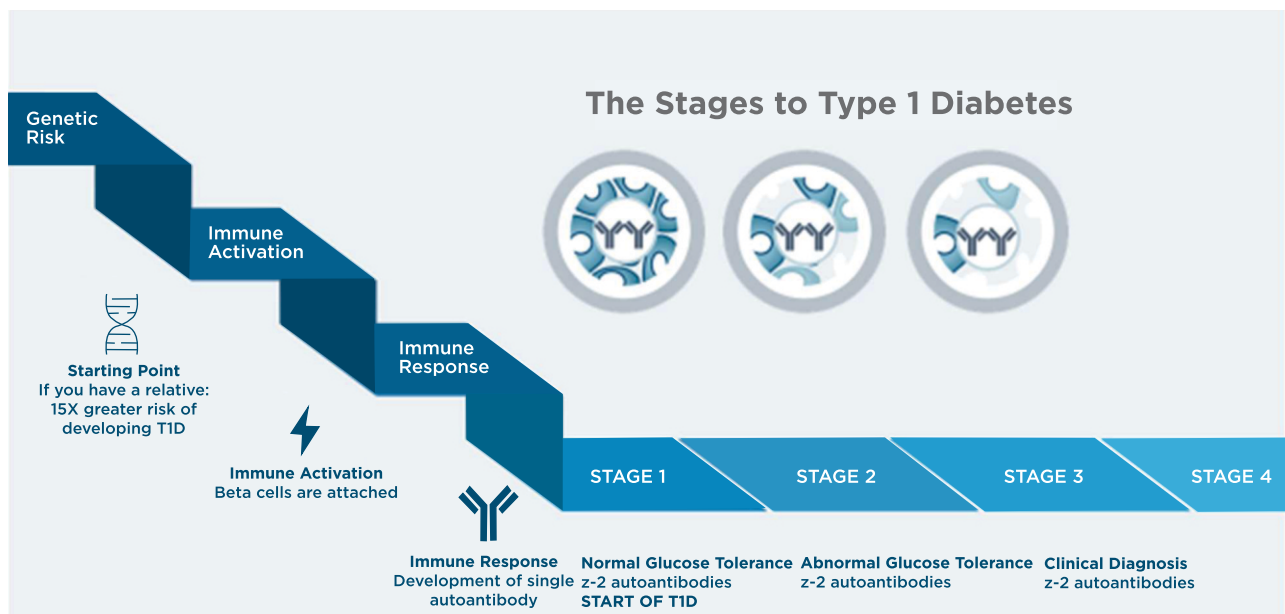 The Stages to Type 1 Diabetes
Genetic
Risk
Immune
Activation
Immune
Response
Starting Point
If you have a relative:
15X greater risk of
developing T1D
Immune Activation
Beta cells are attached
Immune Response
Development of single
autoantibody
STAGE 1
STAGE 2
STAGE 3
STAGE 4
Normal Glucose Tolerance
z-2 autoantibodies
START OF T1D
Abnormal Glucose Tolerance
z-2 autoantibodies
Clinical Diagnosis
z-2 autoantibodies